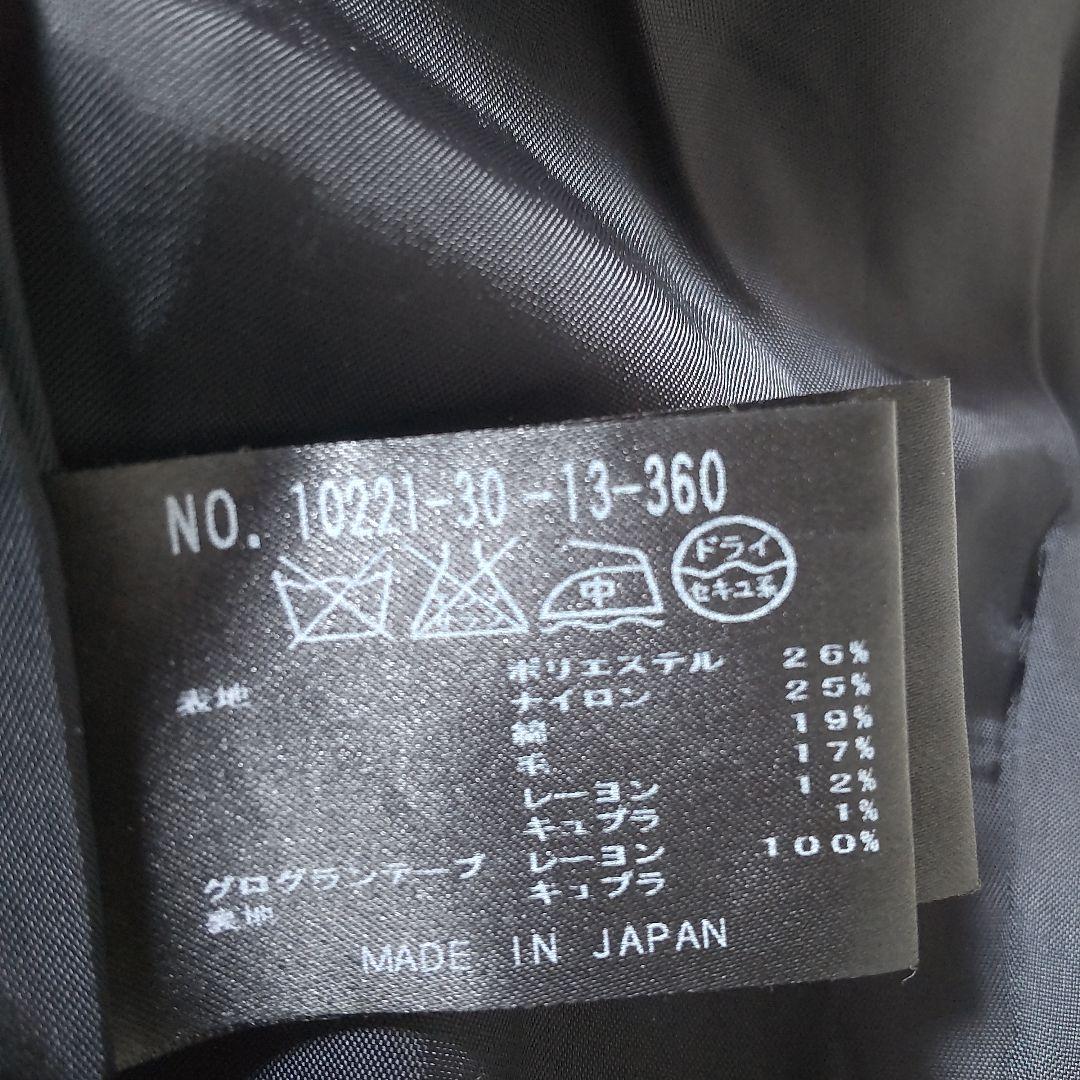 NO. 10221-30-13-360
中 ドライ
セキユ系
表地 ポリエステル 26%
ナイロン 25%
綿 19%
毛 17%
レーヨン 12%
キュプラ 1%
グログランテープ レーヨン 100%
裏地 キュプラ
MADE IN JAPAN